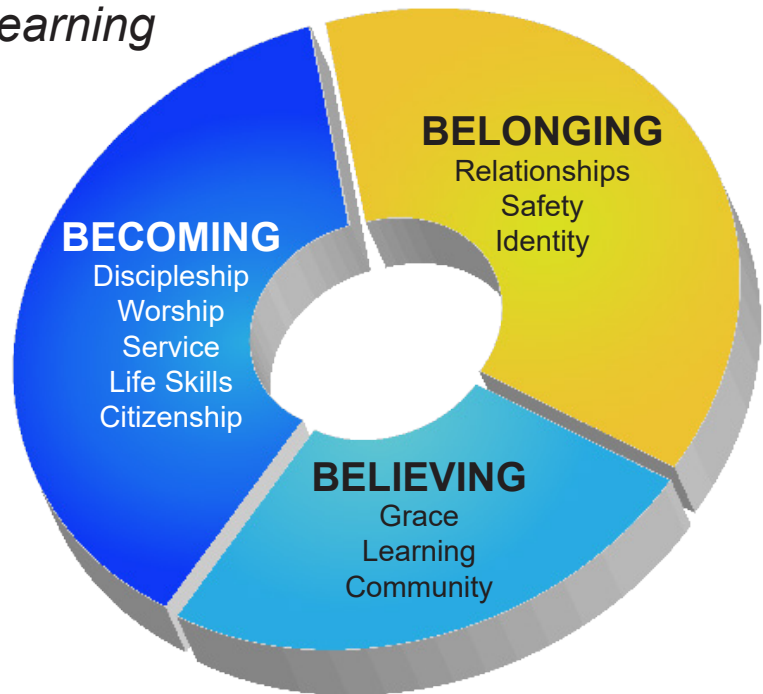 earning
BELONGING
Relationships
Safety
Identity
BECOMING
Discipleship
Worship
Service
Life Skills
Citizenship
BELIEVING
Grace
Learning
Community